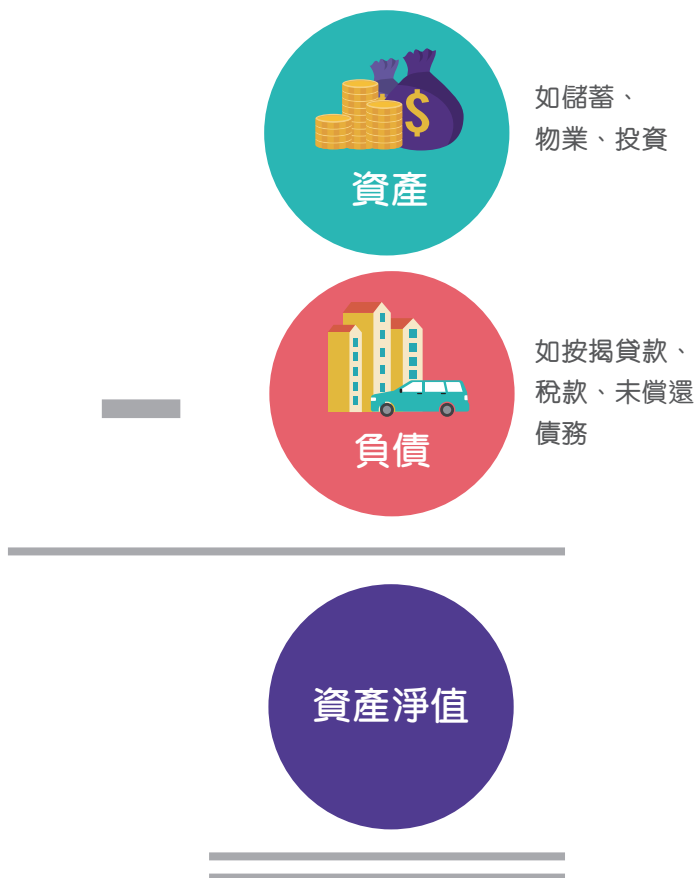 $
資產
如儲蓄、
物業、投資
負債
如按揭貸款、
稅款、未償還
債務
資產淨值